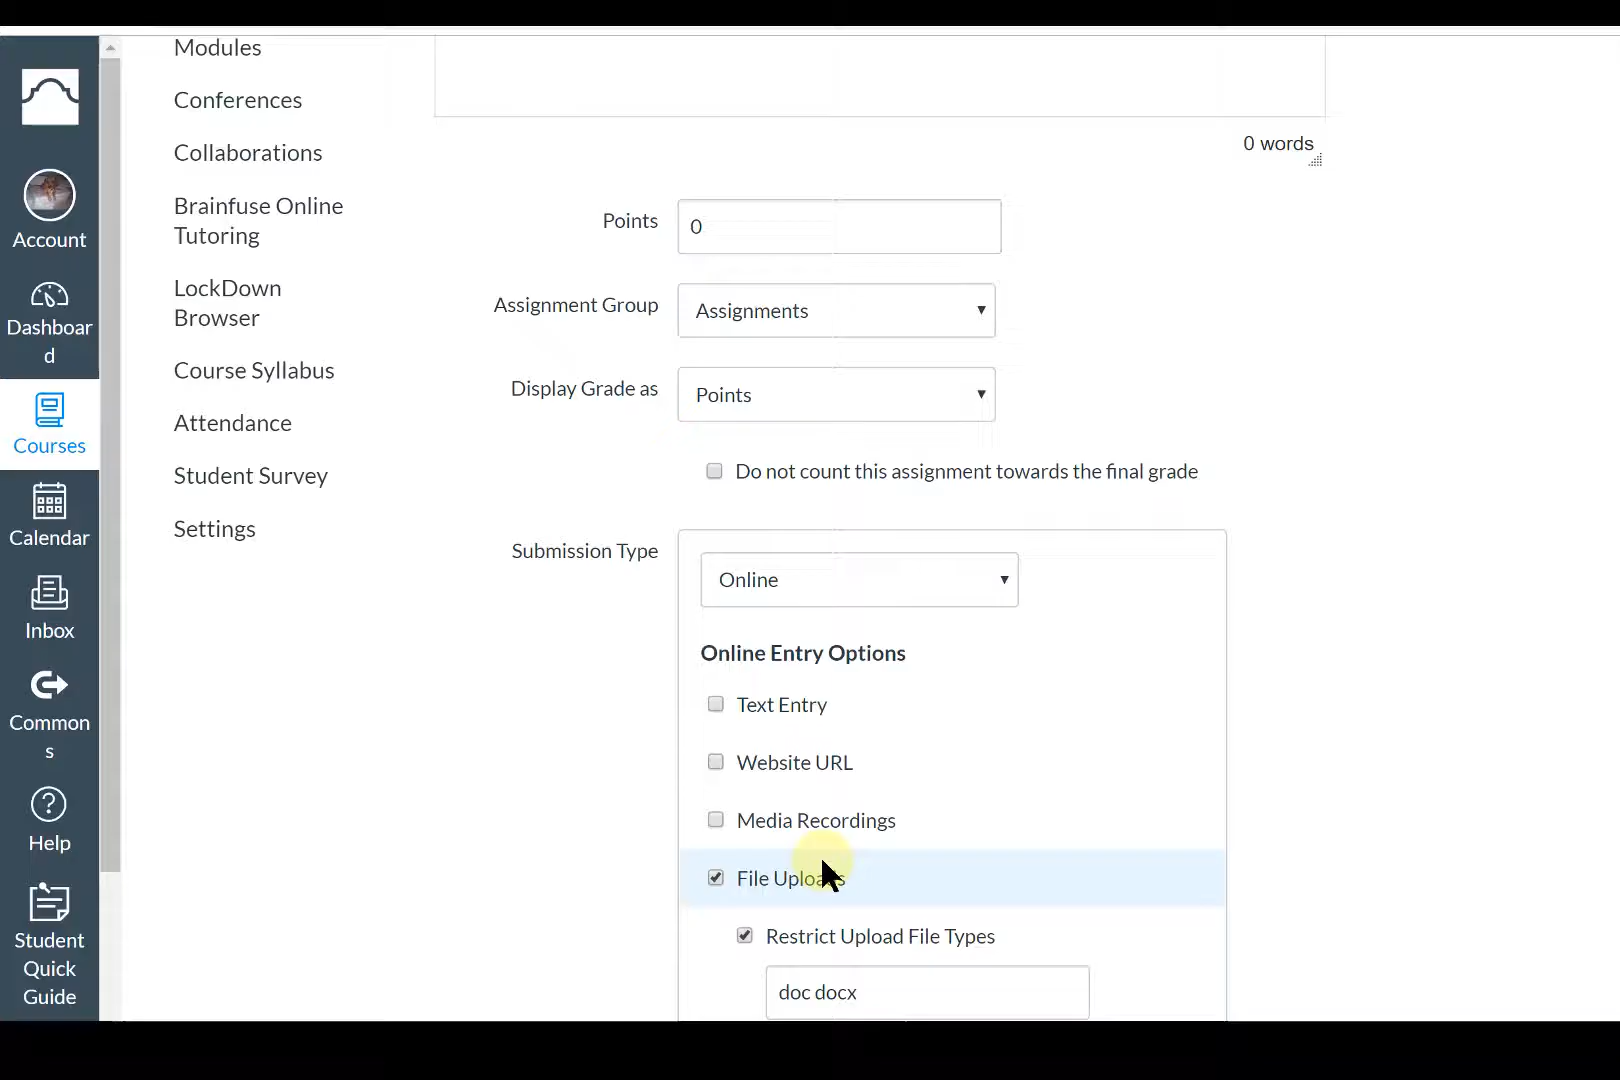 Modules
Conferences
Collaborations
Brainfuse Online
Tutoring
LockDown
Browser
Course Syllabus
Attendance
Student Survey
Settings
Account
Dashboar
d
Courses
Calendar
Inbox
Common
s
Help
Student
Quick
Guide
0 words
Points
0
Assignment Group
Assignments
Display Grade as
Points
Do not count this assignment towards the final grade
Submission Type
Online
Online Entry Options
Text Entry
Website URL
Media Recordings
File Uploads
Restrict Upload File Types
doc docx